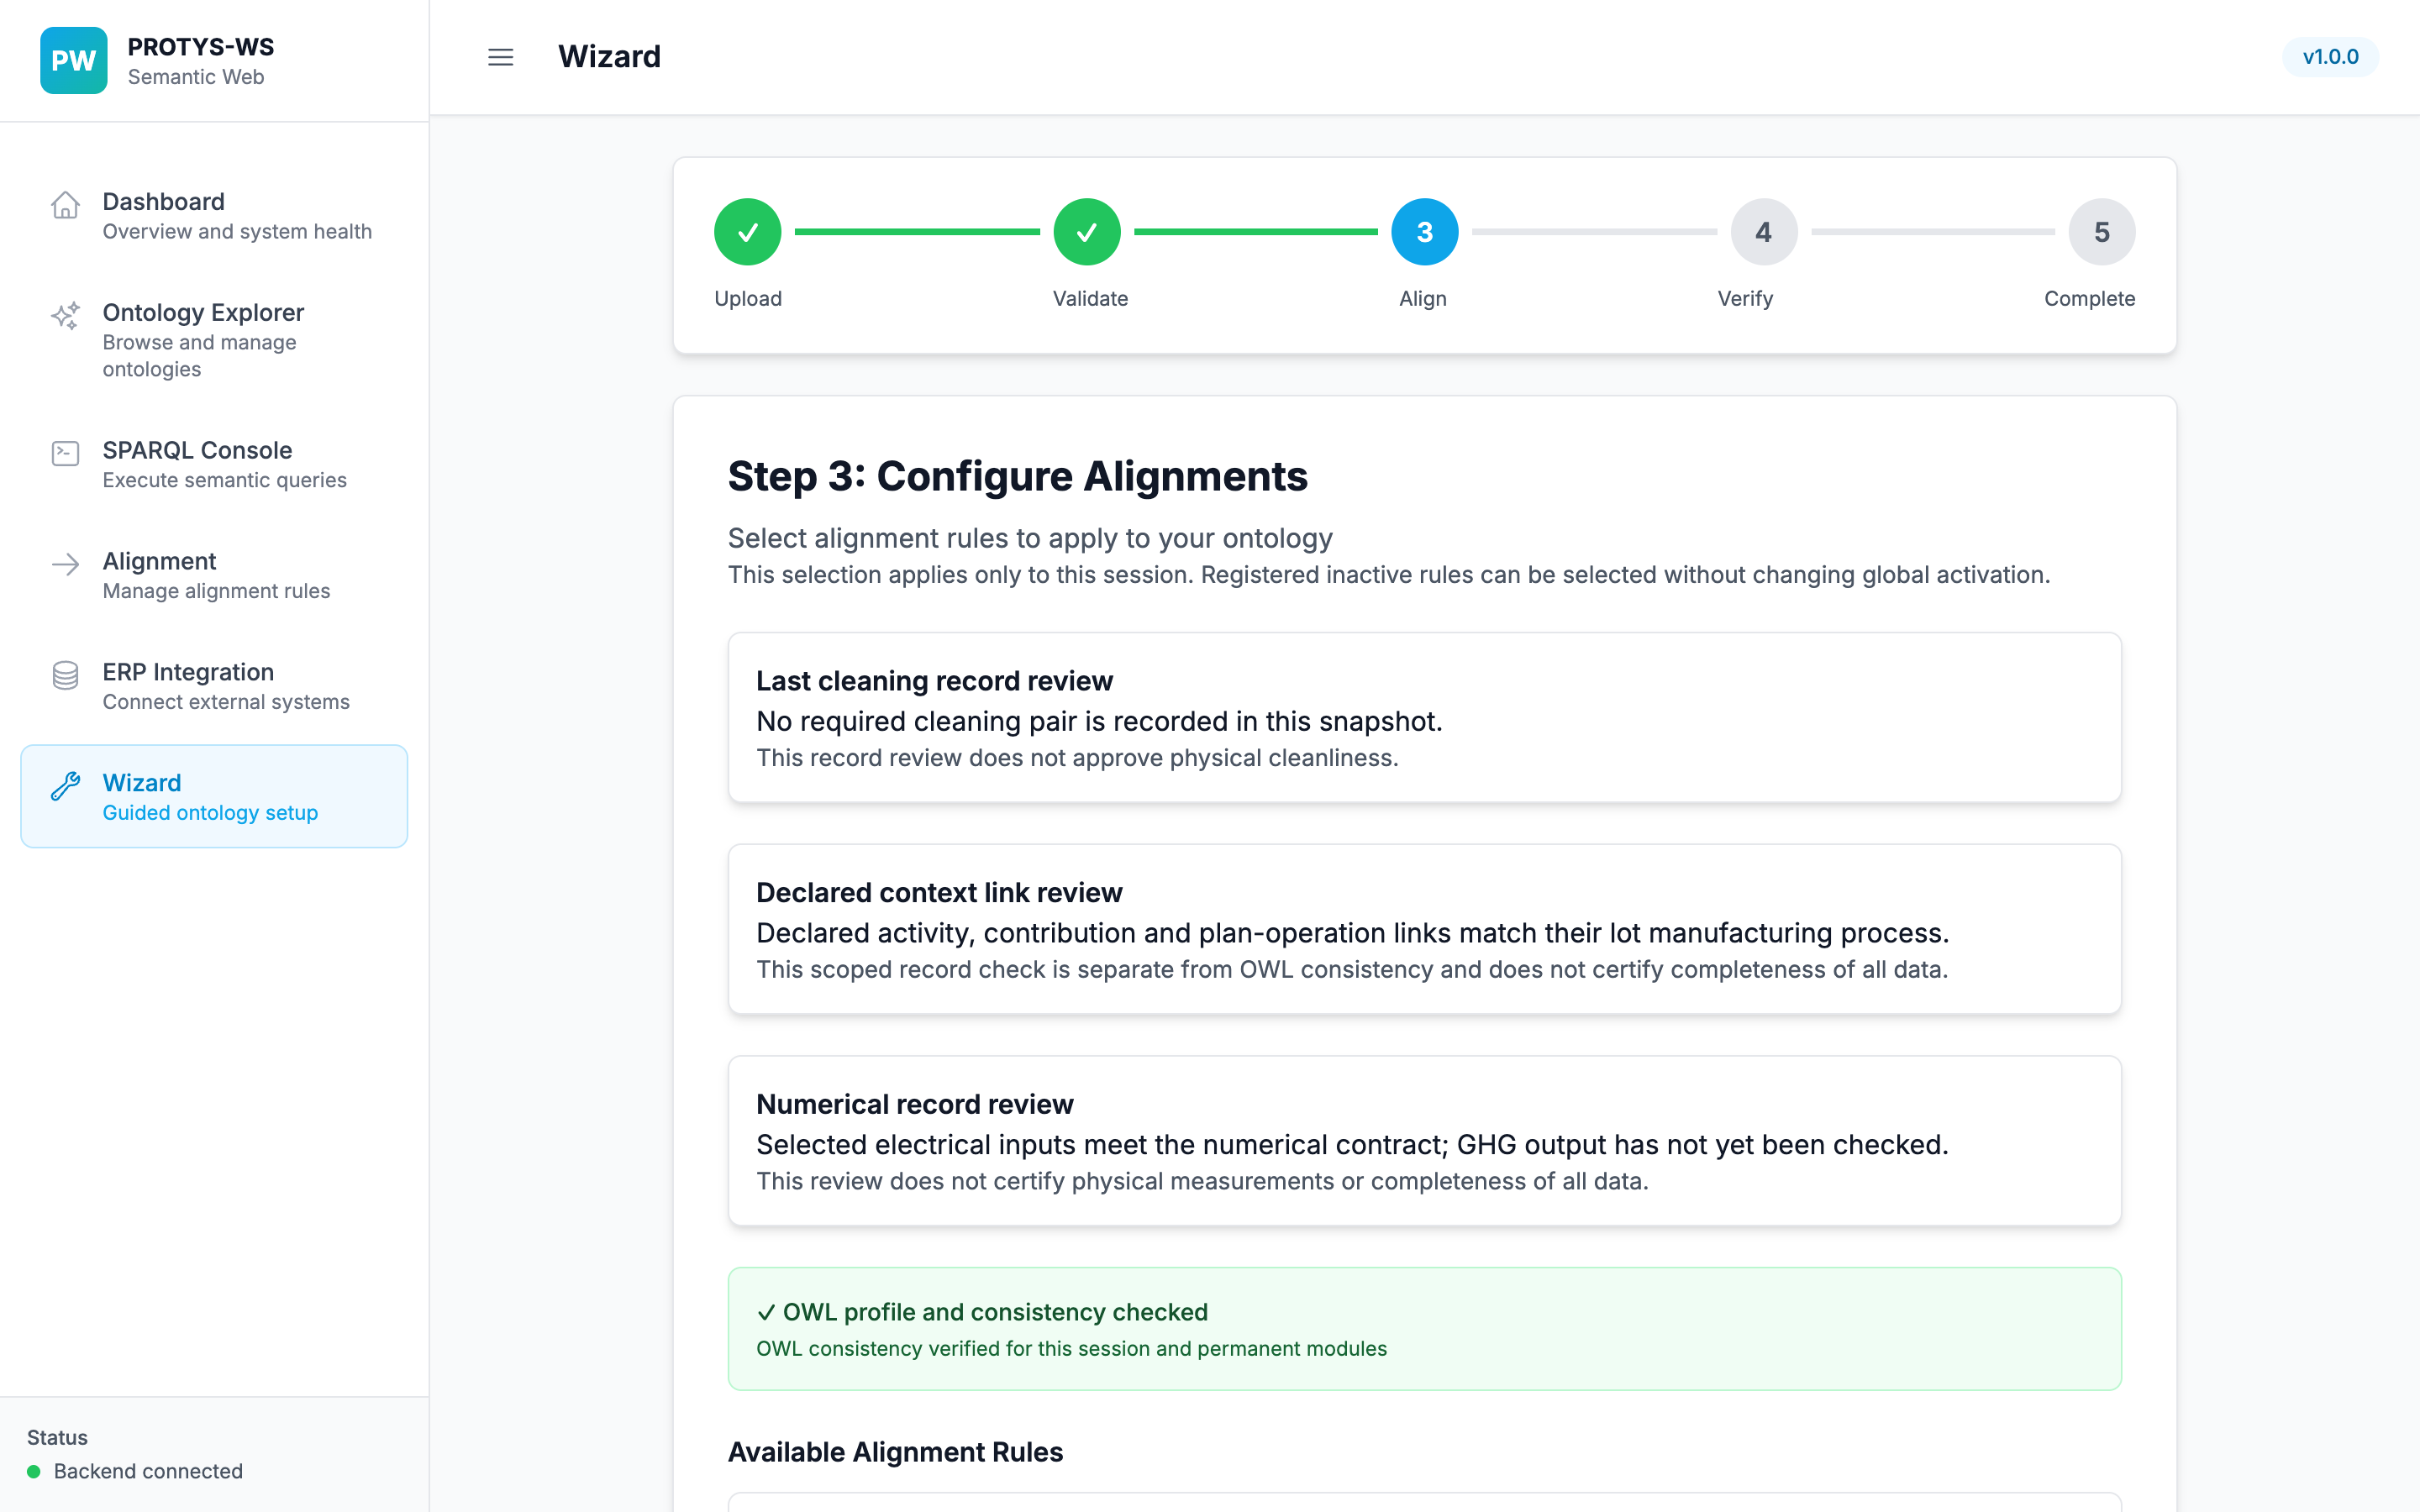 PW
PROTYS-WS
Semantic Web
Dashboard
Overview and system health
Ontology Explorer
Browse and manage
ontologies
SPARQL Console
Execute semantic queries
Alignment
Manage alignment rules
ERP Integration
Connect external systems
Wizard
Guided ontology setup
Status
Backend connected
Wizard
v1.0.0
3
4
5
Upload
Validate
Align
Verify
Complete
Step 3: Configure Alignments
Select alignment rules to apply to your ontology
This selection applies only to this session. Registered inactive rules can be selected without changing global activation.
Last cleaning record review
No required cleaning pair is recorded in this snapshot.
This record review does not approve physical cleanliness.
Declared context link review
Declared activity, contribution and plan-operation links match their lot manufacturing process.
This scoped record check is separate from OWL consistency and does not certify completeness of all data.
Numerical record review
Selected electrical inputs meet the numerical contract; GHG output has not yet been checked.
This review does not certify physical measurements or completeness of all data.
✓ OWL profile and consistency checked
OWL consistency verified for this session and permanent modules
Available Alignment Rules